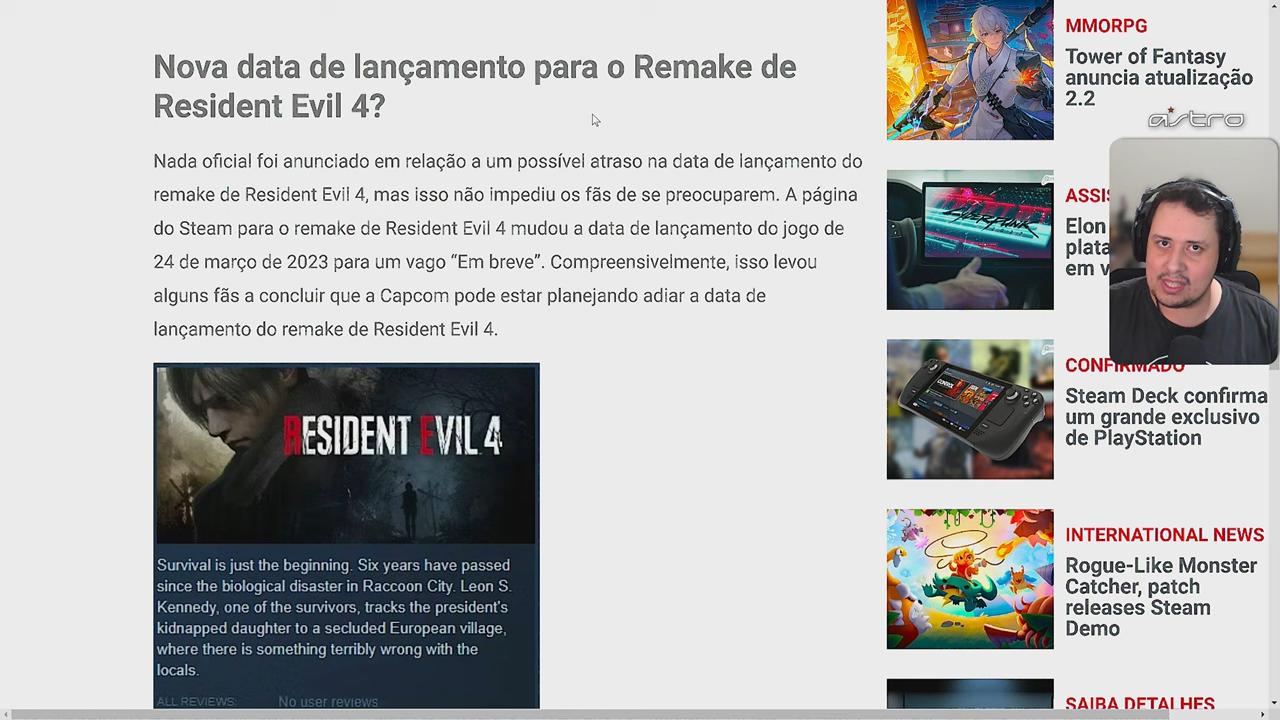 Nova data de lançamento para o Remake de
Resident Evil 4?
Nada oficial foi anunciado em relação a um possível atraso na data de lançamento do
remake de Resident Evil 4, mas isso não impediu os fãs de se preocuparem. A página
do Steam para o remake de Resident Evil 4 mudou a data de lançamento do jogo de
24 de março de 2023 para um vago “Em breve”. Compreensivelmente, isso levou
alguns fãs a concluir que a Capcom pode estar planejando adiar a data de
lançamento do remake de Resident Evil 4.
RESIDENT EVIL 4
Survival is just the beginning. Six years have passed
since the biological disaster in Raccoon City. Leon S.
Kennedy, one of the survivors, tracks the president's
kidnapped daughter to a secluded European village,
where there is something terribly wrong with the
locals.
ALL REVIEWS: No user reviews
MMORPG
Tower of Fantasy
anuncia atualização
2.2
astro
CYBERPUNK
ASSIS
Elon
plata
em v
CONTROL
CONFIRMADO
Steam Deck confirma
um grande exclusivo
de PlayStation
INTERNATIONAL NEWS
Rogue-Like Monster
Catcher, patch
releases Steam
Demo
SAIBA DETALHES